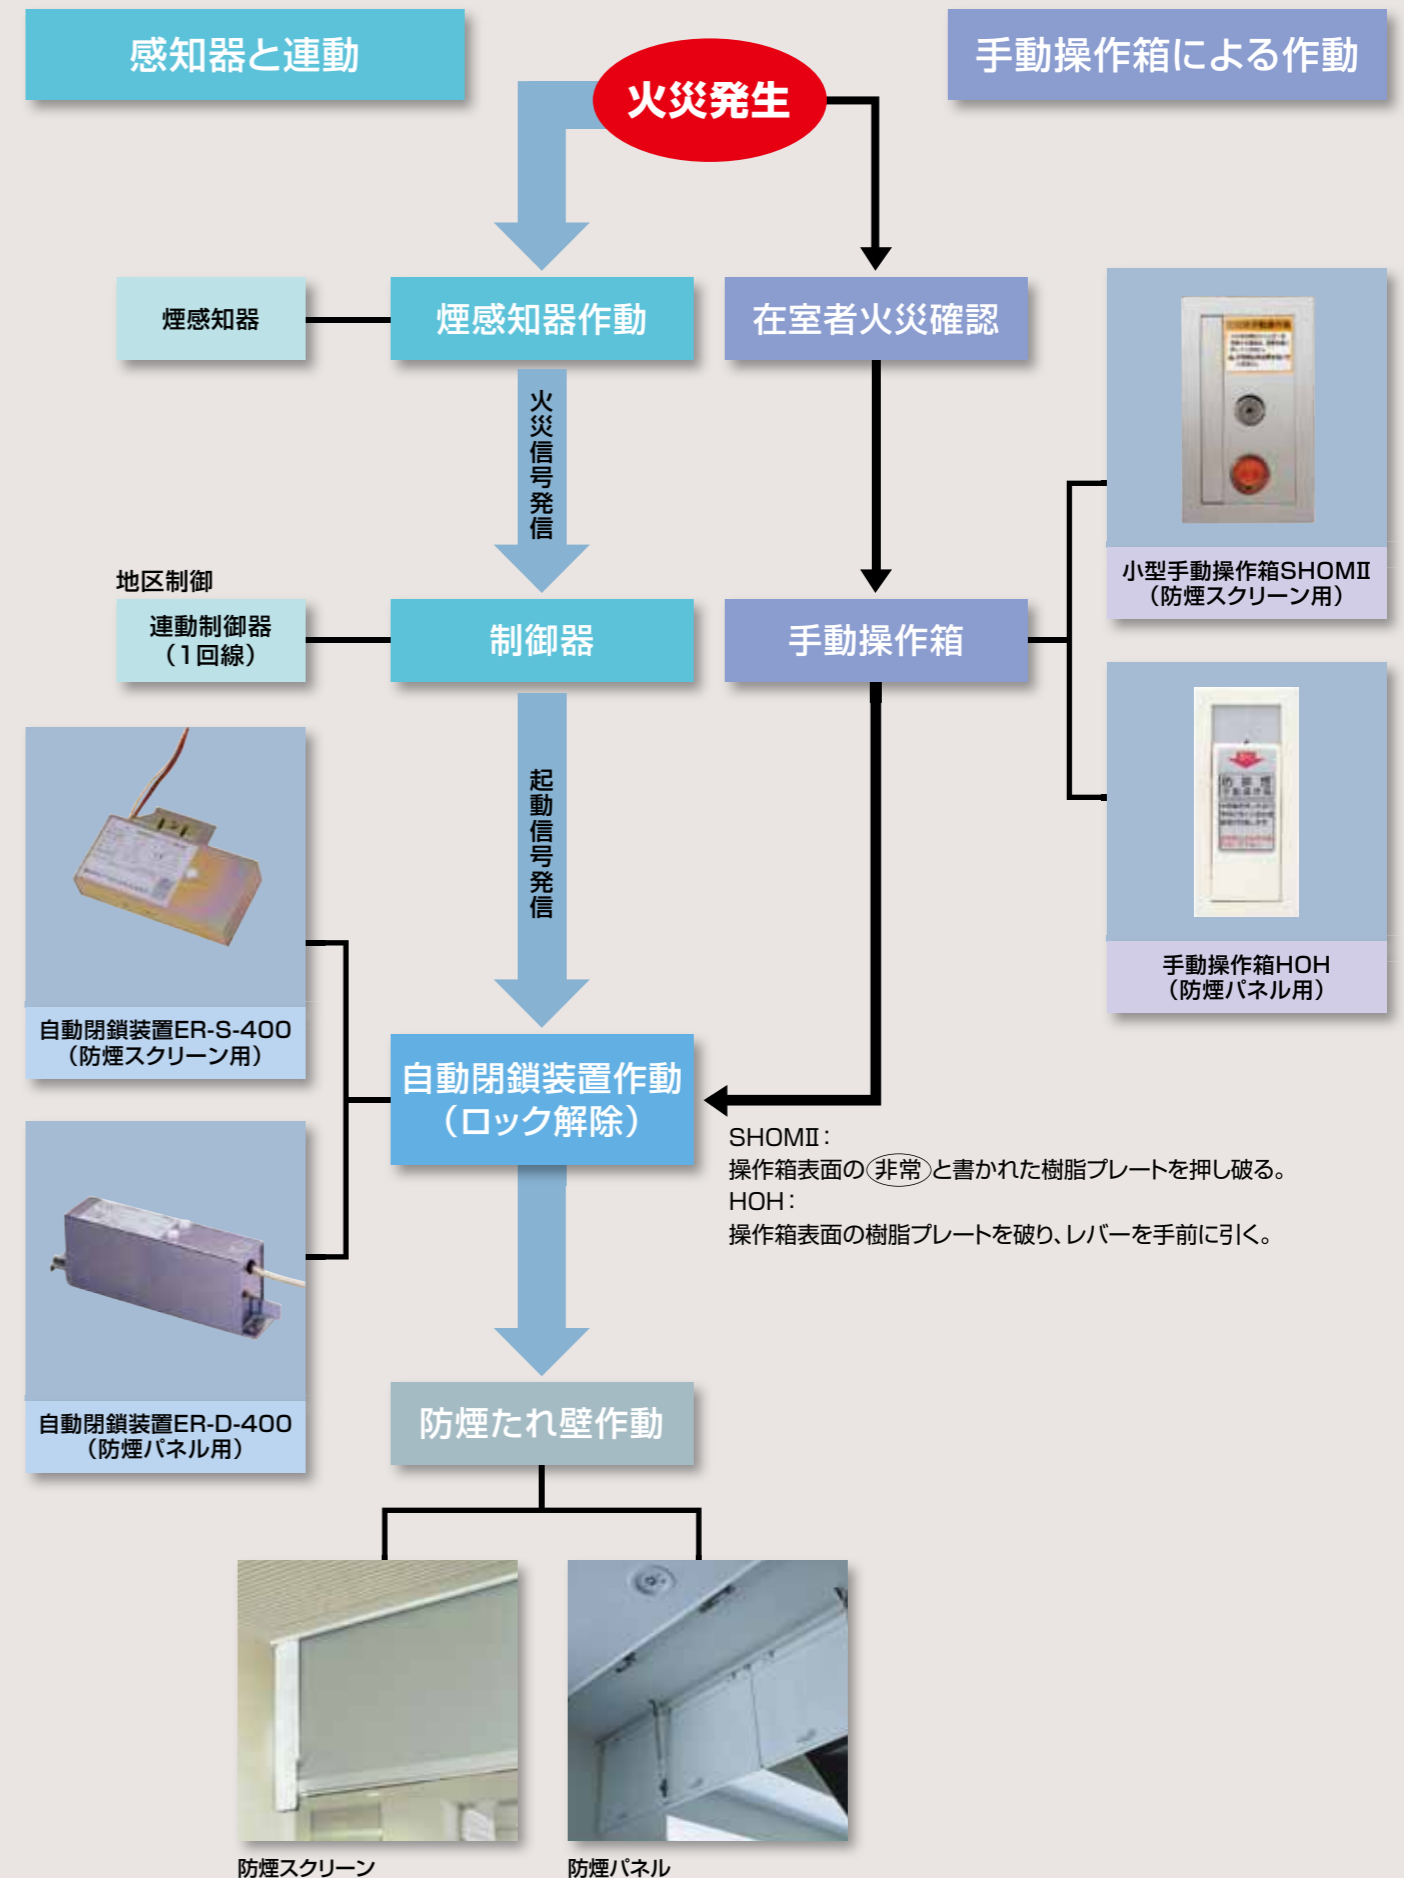 感知器と連動
火災発生
手動操作箱による作動
煙感知器
煙感知器作動
在室者火災確認
火災信号発信
小型手動操作箱SHOMⅡ
（防煙スクリーン用）
地区制御
連動制御器
（1回線）
制御器
手動操作箱
起動信号発信
手動操作箱HOH
（防煙パネル用）
自動閉鎖装置ER-S-400
（防煙スクリーン用）
自動閉鎖装置作動
（ロック解除）
SHOMⅡ：
操作箱表面の非常と書かれた樹脂プレートを押し破る。
HOH：
操作箱表面の樹脂プレートを破り、レバーを手前に引く。
自動閉鎖装置ER-D-400
（防煙パネル用）
防煙たれ壁作動
防煙スクリーン
防煙パネル